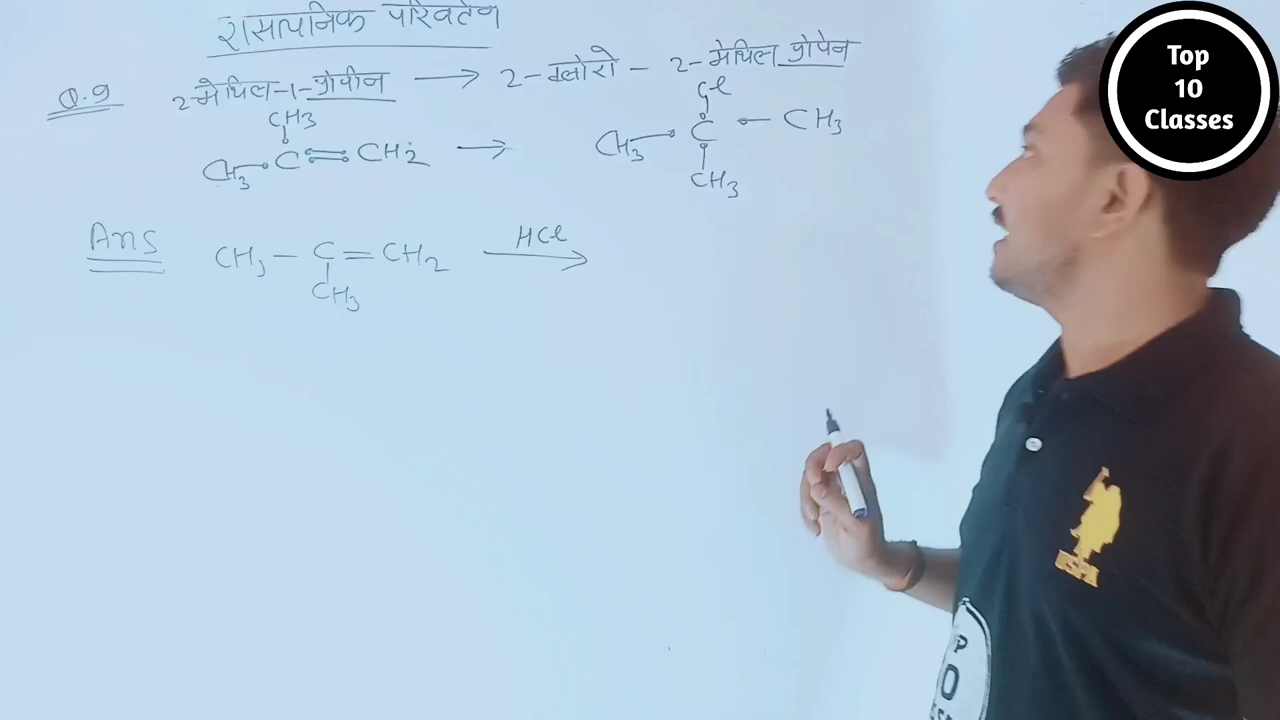 रासायनिक परिवर्तन
Q.9 2-मेथिल-1-प्रोपीन → 2-क्लोरो-2-मेथिल प्रोपेन
CH3 Cl
CH3-C=CH2 → CH3-C-CH3
CH3
Ans CH3-C=CH2 HCl→
CH3
Top
10
Classes
P
O
USPA